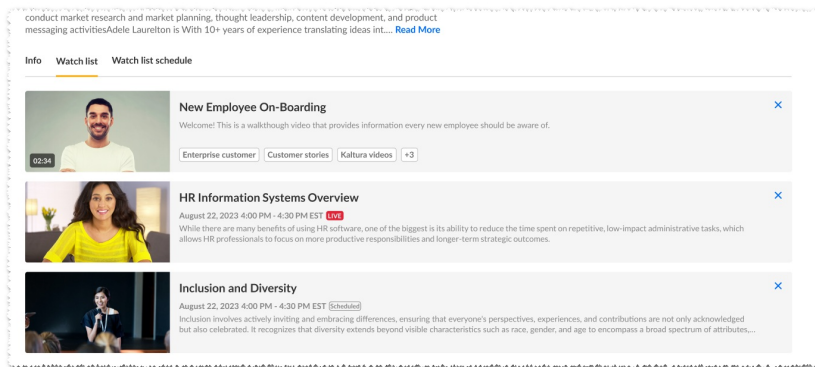 conduct market research and market planning, thought leadership, content development, and product
messaging activitiesAdele Laurelton is With 10+ years of experience translating ideas int.... Read More
Info Watch list Watch list schedule
New Employee On-Boarding
Welcome! This is a walkthough video that provides information every new employee should be aware of.
02:34
Enterprise customer Customer stories Kaltura videos +3
HR Information Systems Overview
August 22, 2023 4:00 PM - 4:30 PM EST LIVE
While there are many benefits of using HR software, one of the biggest is its ability to reduce the time spent on repetitive, low-impact administrative tasks, which
allows HR professionals to focus on more productive responsibilities and longer-term strategic outcomes.
Inclusion and Diversity
August 22, 2023 4:00 PM - 4:30 PM EST Scheduled
Inclusion involves actively inviting and embracing differences, ensuring that everyone's perspectives, experiences, and contributions are not only acknowledged
but also celebrated. It recognizes that diversity extends beyond visible characteristics such as race, gender, and age to encompass a broad spectrum of attributes,...